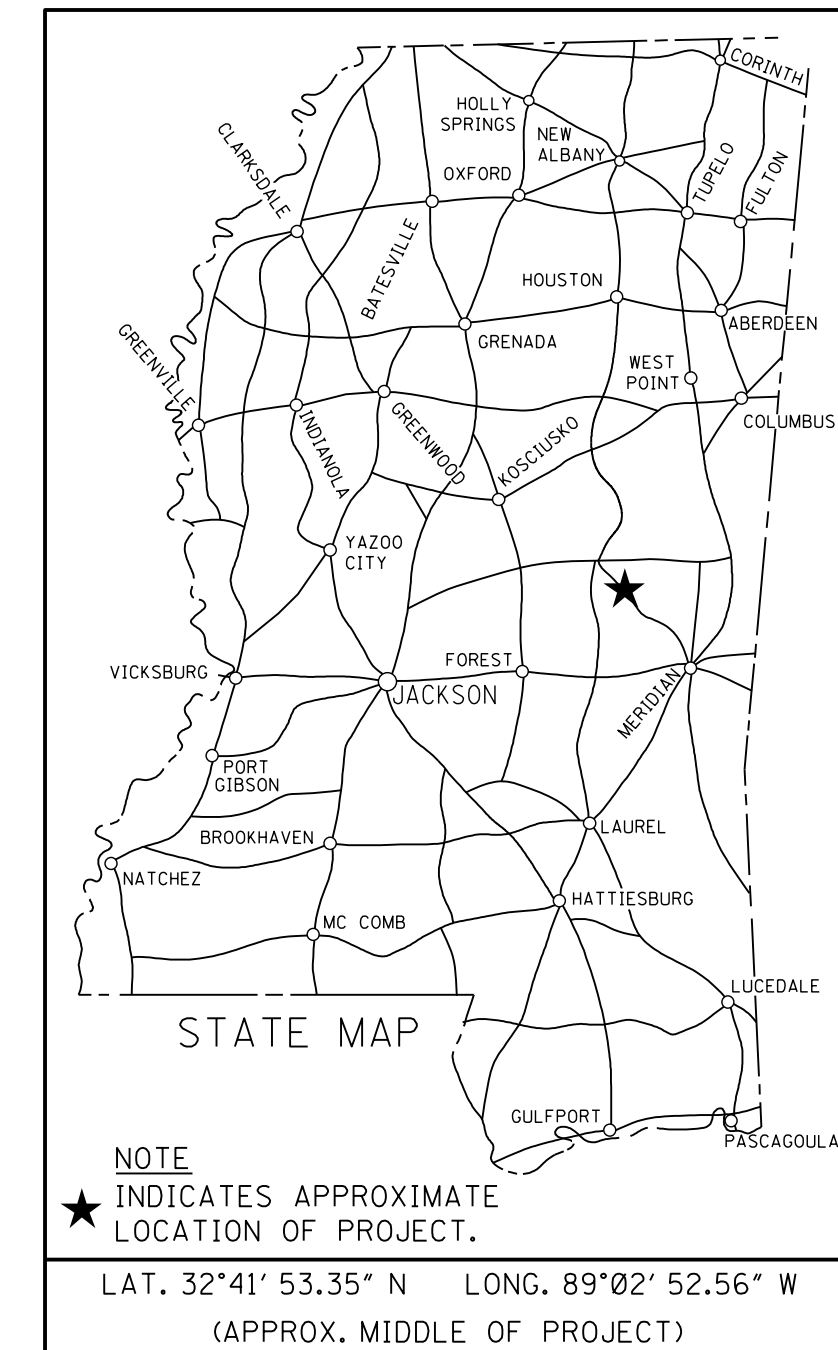 CORINTH
HOLLY
SPRINGS
NEW
ALBANY
CLARKSDALE
OXFORD
TUPELO
FULTON
BATESVILLE
HOUSTON
ABERDEEN
GREENVILLE
GRENADA
WEST
POINT
COLUMBUS
INDIANOLA
GREENWOOD
KOSCIUSKO
YAZOO
CITY
VICKSBURG
FOREST
JACKSON
MERIDIAN
PORT
GIBSON
BROOKHAVEN
LAUREL
NATCHEZ
HATTIESBURG
MC COMB
LUCEDALE
STATE MAP
GULFPORT
PASCAGOULA
NOTE
INDICATES APPROXIMATE
LOCATION OF PROJECT.
LAT. 32°41' 53.35" N LONG. 89°02' 52.56" W
(APPROX. MIDDLE OF PROJECT)